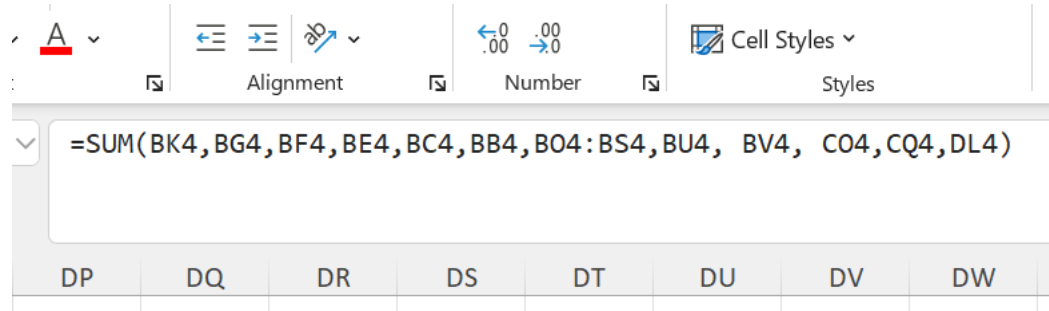 A
ab
←0 .00
.00 →0
Cell Styles
Alignment
Number
Styles
=SUM(BK4,BG4,BF4,BE4,BC4,BB4,BO4:BS4,BU4, BV4, CO4,CQ4,DL4)
DP DQ DR DS DT DU DV DW